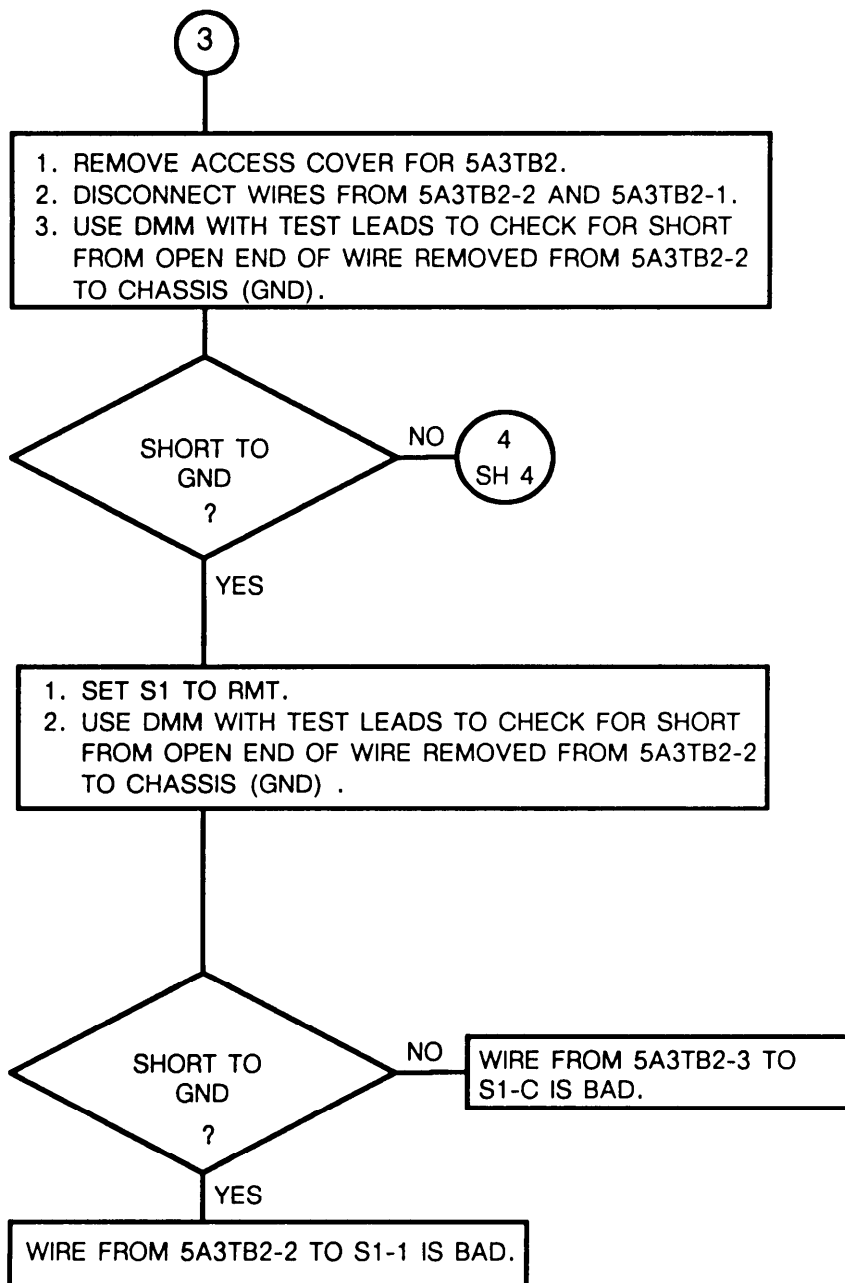 3
1. REMOVE ACCESS COVER FOR 5A3TB2.
2. DISCONNECT WIRES FROM 5A3TB2-2 AND 5A3TB2-1.
3. USE DMM WITH TEST LEADS TO CHECK FOR SHORT
FROM OPEN END OF WIRE REMOVED FROM 5A3TB2-2
TO CHASSIS (GND).
SHORT TO
GND
?
NO
4
SH 4
YES
1. SET S1 TO RMT.
2. USE DMM WITH TEST LEADS TO CHECK FOR SHORT
FROM OPEN END OF WIRE REMOVED FROM 5A3TB2-2
TO CHASSIS (GND) .
SHORT TO
GND
?
NO
WIRE FROM 5A3TB2-3 TO
S1-C IS BAD.
YES
WIRE FROM 5A3TB2-2 TO S1-1 IS BAD.